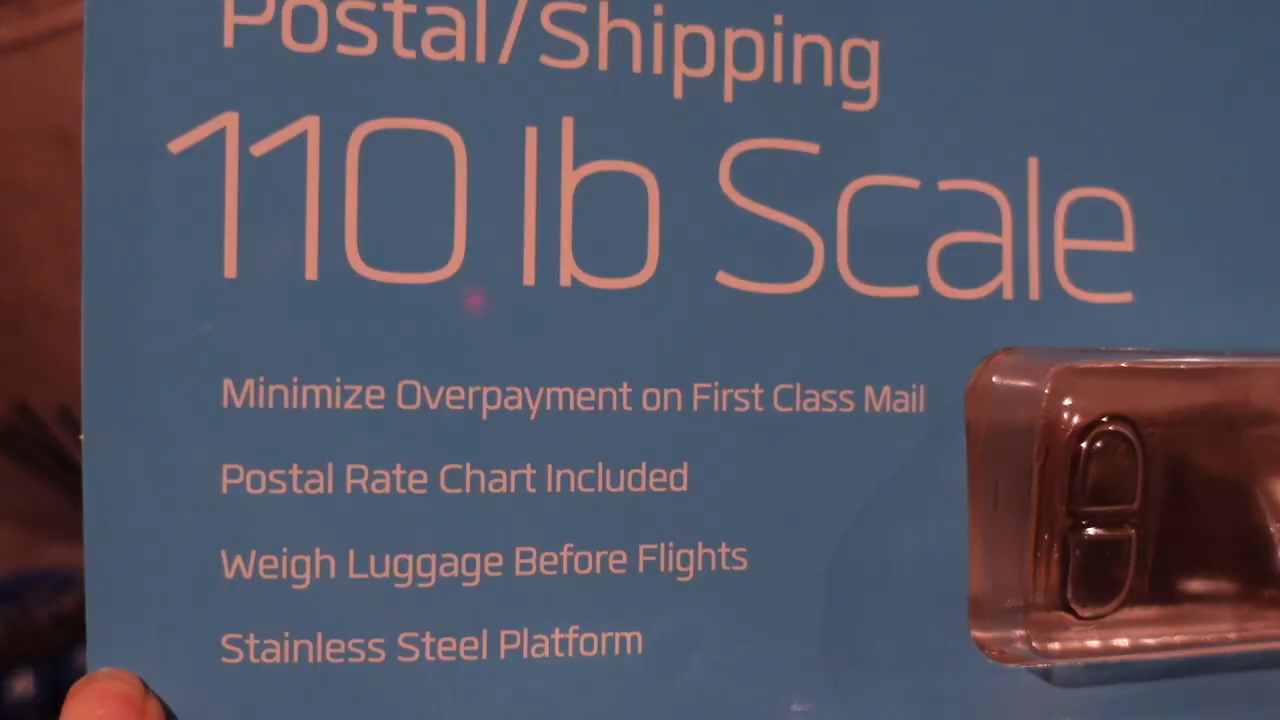 Postal/Shipping
110 lb Scale
Minimize Overpayment on First Class Mail
Postal Rate Chart Included
Weigh Luggage Before Flights
Stainless Steel Platform